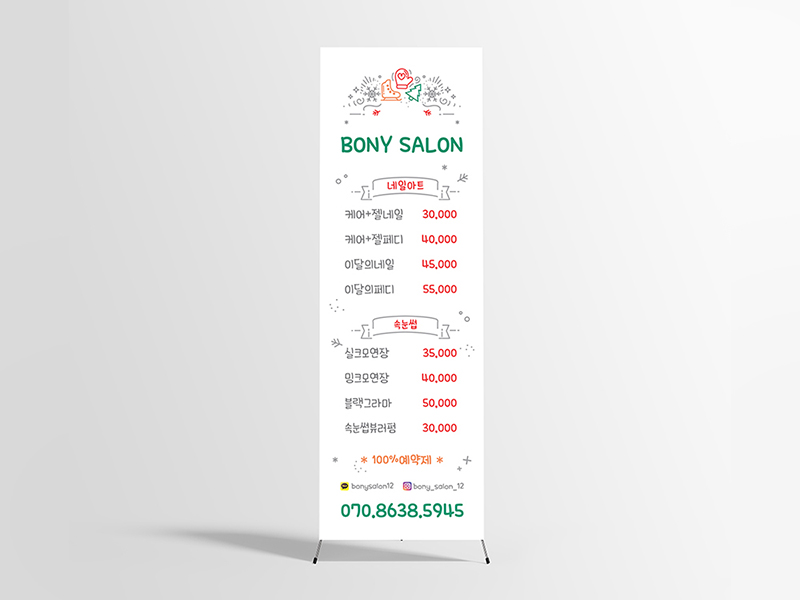 BONY SALON
네일아트
케어+젤네일 30,000
케어+젤페디 40,000
이달의네일 45,000
이달의페디 55,000
속눈썹
실크모연장 35,000
밍크모연장 40,000
블랙그라마 50,000
속눈썹뷰러펌 30,000
* 100%예약제 *
bonysalon12 bony_salon_12
070.8638.5945